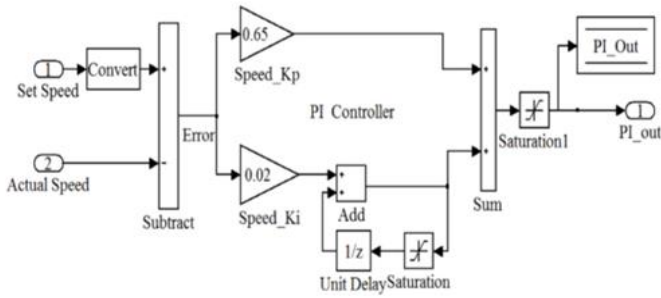 1
Set Speed
Convert
+
-
2
Actual Speed
Subtract
Error
0.65
Speed_Kp
PI Controller
0.02
Speed_Ki
+
+
Add
1/z
Unit Delay
Saturation
+
+
Sum
Saturation1
PI_Out
1
PI_out